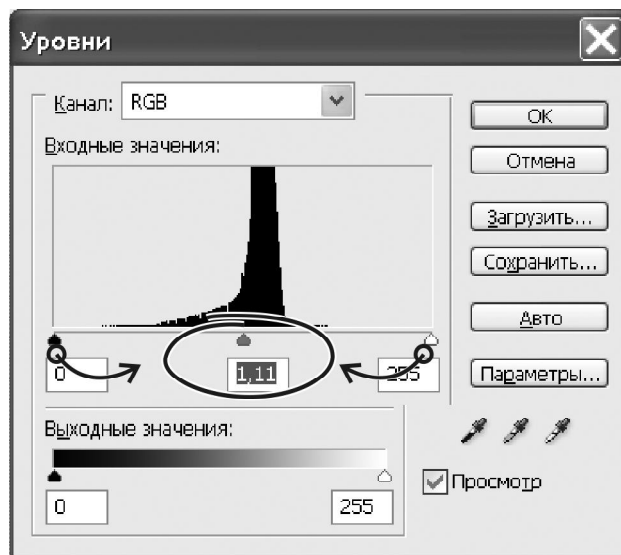 Уровни
Канал: RGB
OK
Входные значения:
Отмена
Загрузить...
Сохранить...
Авто
0
1,11
255
Параметры...
Выходные значения:
Просмотр
0
255